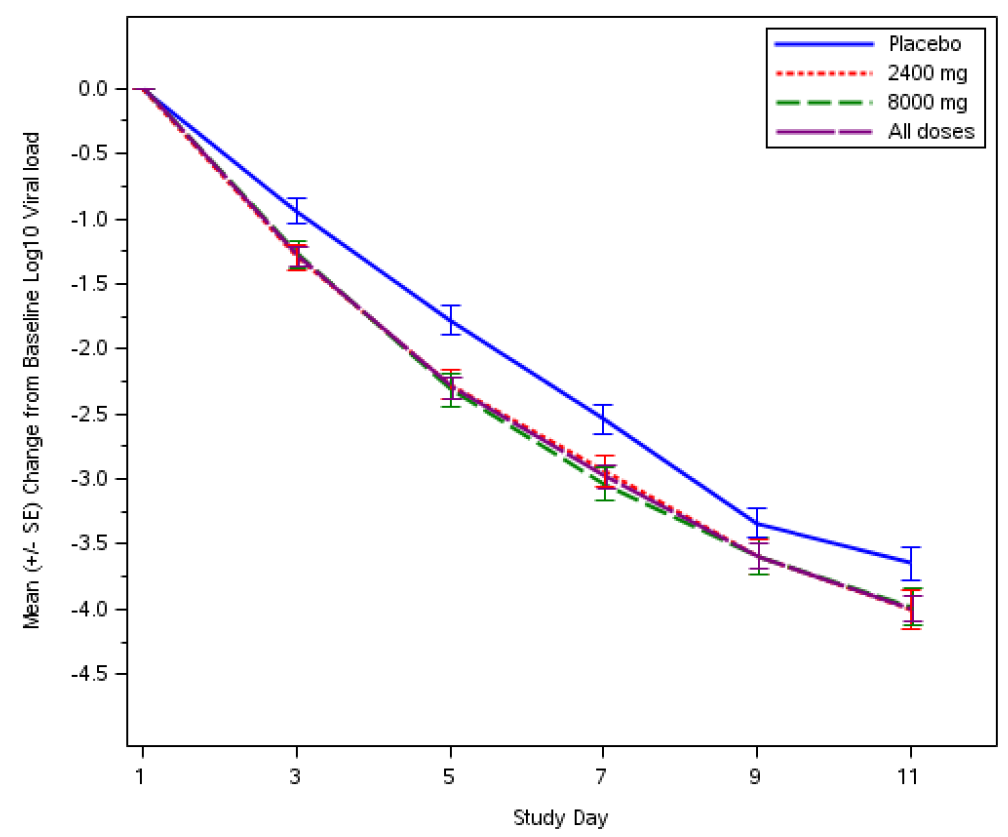 Placebo
2400 mg
8000 mg
All doses
Mean (+/- SE) Change from Baseline Log10 Viral load
0.0
-0.5
-1.0
-1.5
-2.0
-2.5
-3.0
-3.5
-4.0
-4.5
1 3 5 7 9 11
Study Day